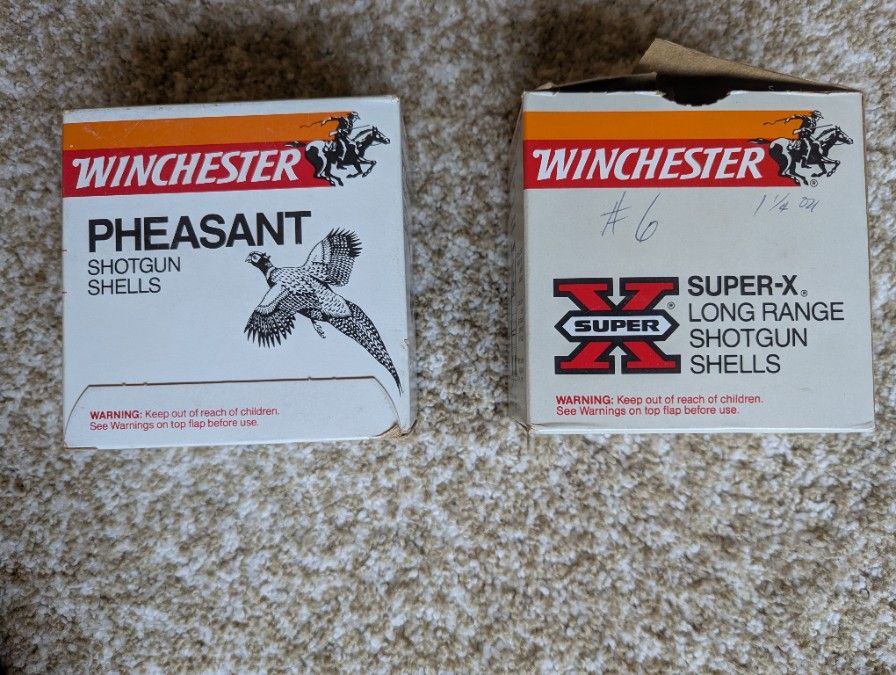 WINCHESTER
PHEASANT
SHOTGUN
SHELLS
WARNING: Keep out of reach of children.
See Warnings on top flap before use.
WINCHESTER®
#6
1 1/4 oz
X SUPER®
SUPER-X®
LONG RANGE
SHOTGUN
SHELLS
WARNING: Keep out of reach of children.
See Warnings on top flap before use.